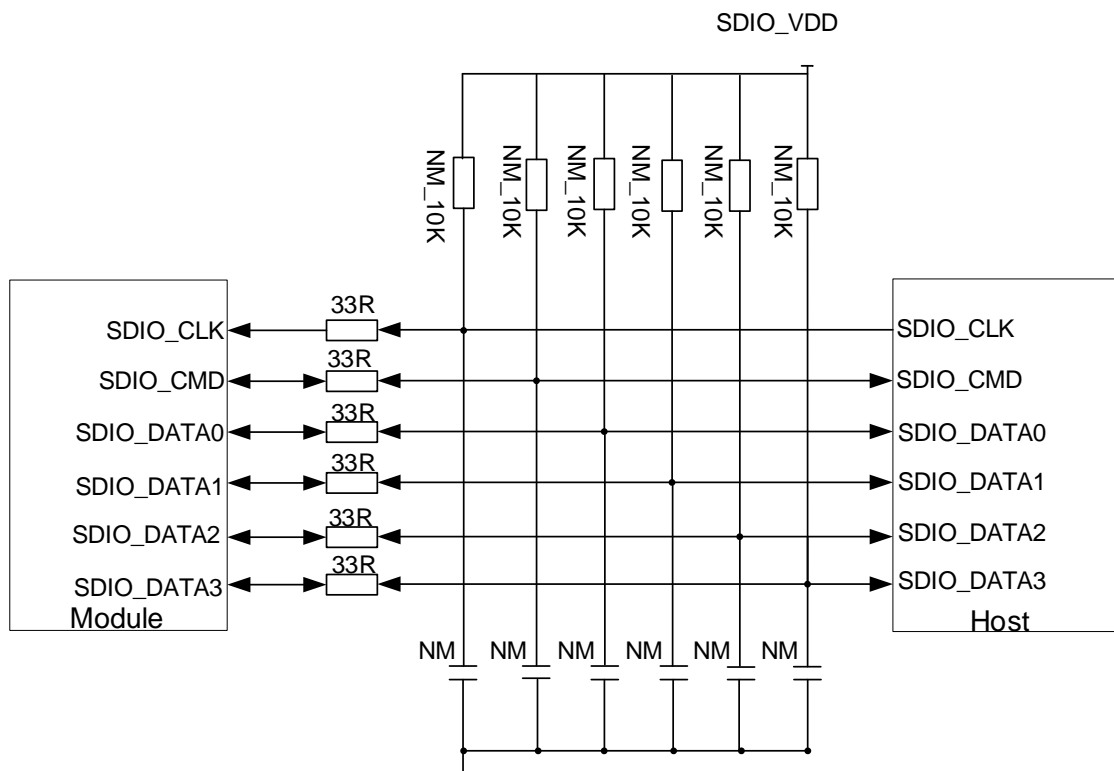 SDIO_VDD
NM_10K
NM_10K
NM_10K
NM_10K
NM_10K
NM_10K
33R
SDIO_CLK
SDIO_CLK
33R
SDIO_CMD
SDIO_CMD
33R
SDIO_DATA0
SDIO_DATA0
33R
SDIO_DATA1
SDIO_DATA1
33R
SDIO_DATA2
SDIO_DATA2
33R
SDIO_DATA3
SDIO_DATA3
Module
Host
NM
NM
NM
NM
NM
NM